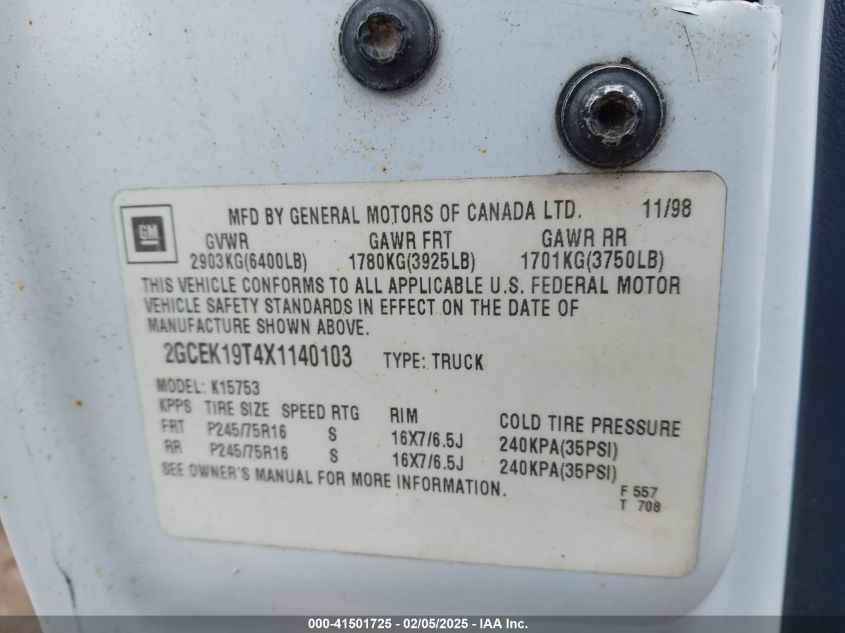 MFD BY GENERAL MOTORS OF CANADA LTD. 11/98
GM
GVWR GAWR FRT GAWR RR
2903KG(6400LB) 1780KG(3925LB) 1701KG(3750LB)
THIS VEHICLE CONFORMS TO ALL APPLICABLE U.S. FEDERAL MOTOR
VEHICLE SAFETY STANDARDS IN EFFECT ON THE DATE OF
MANUFACTURE SHOWN ABOVE.
2GCEK19T4X1140103 TYPE: TRUCK
MODEL: K15753
KPPS TIRE SIZE SPEED RTG RIM COLD TIRE PRESSURE
FRT P245/75R16 S 16X7/6.5J 240KPA(35PSI)
RR P245/75R16 S 16X7/6.5J 240KPA(35PSI)
SEE OWNER'S MANUAL FOR MORE INFORMATION.
F 557
T 708
000-41501725 - 02/05/2025 - IAA Inc.